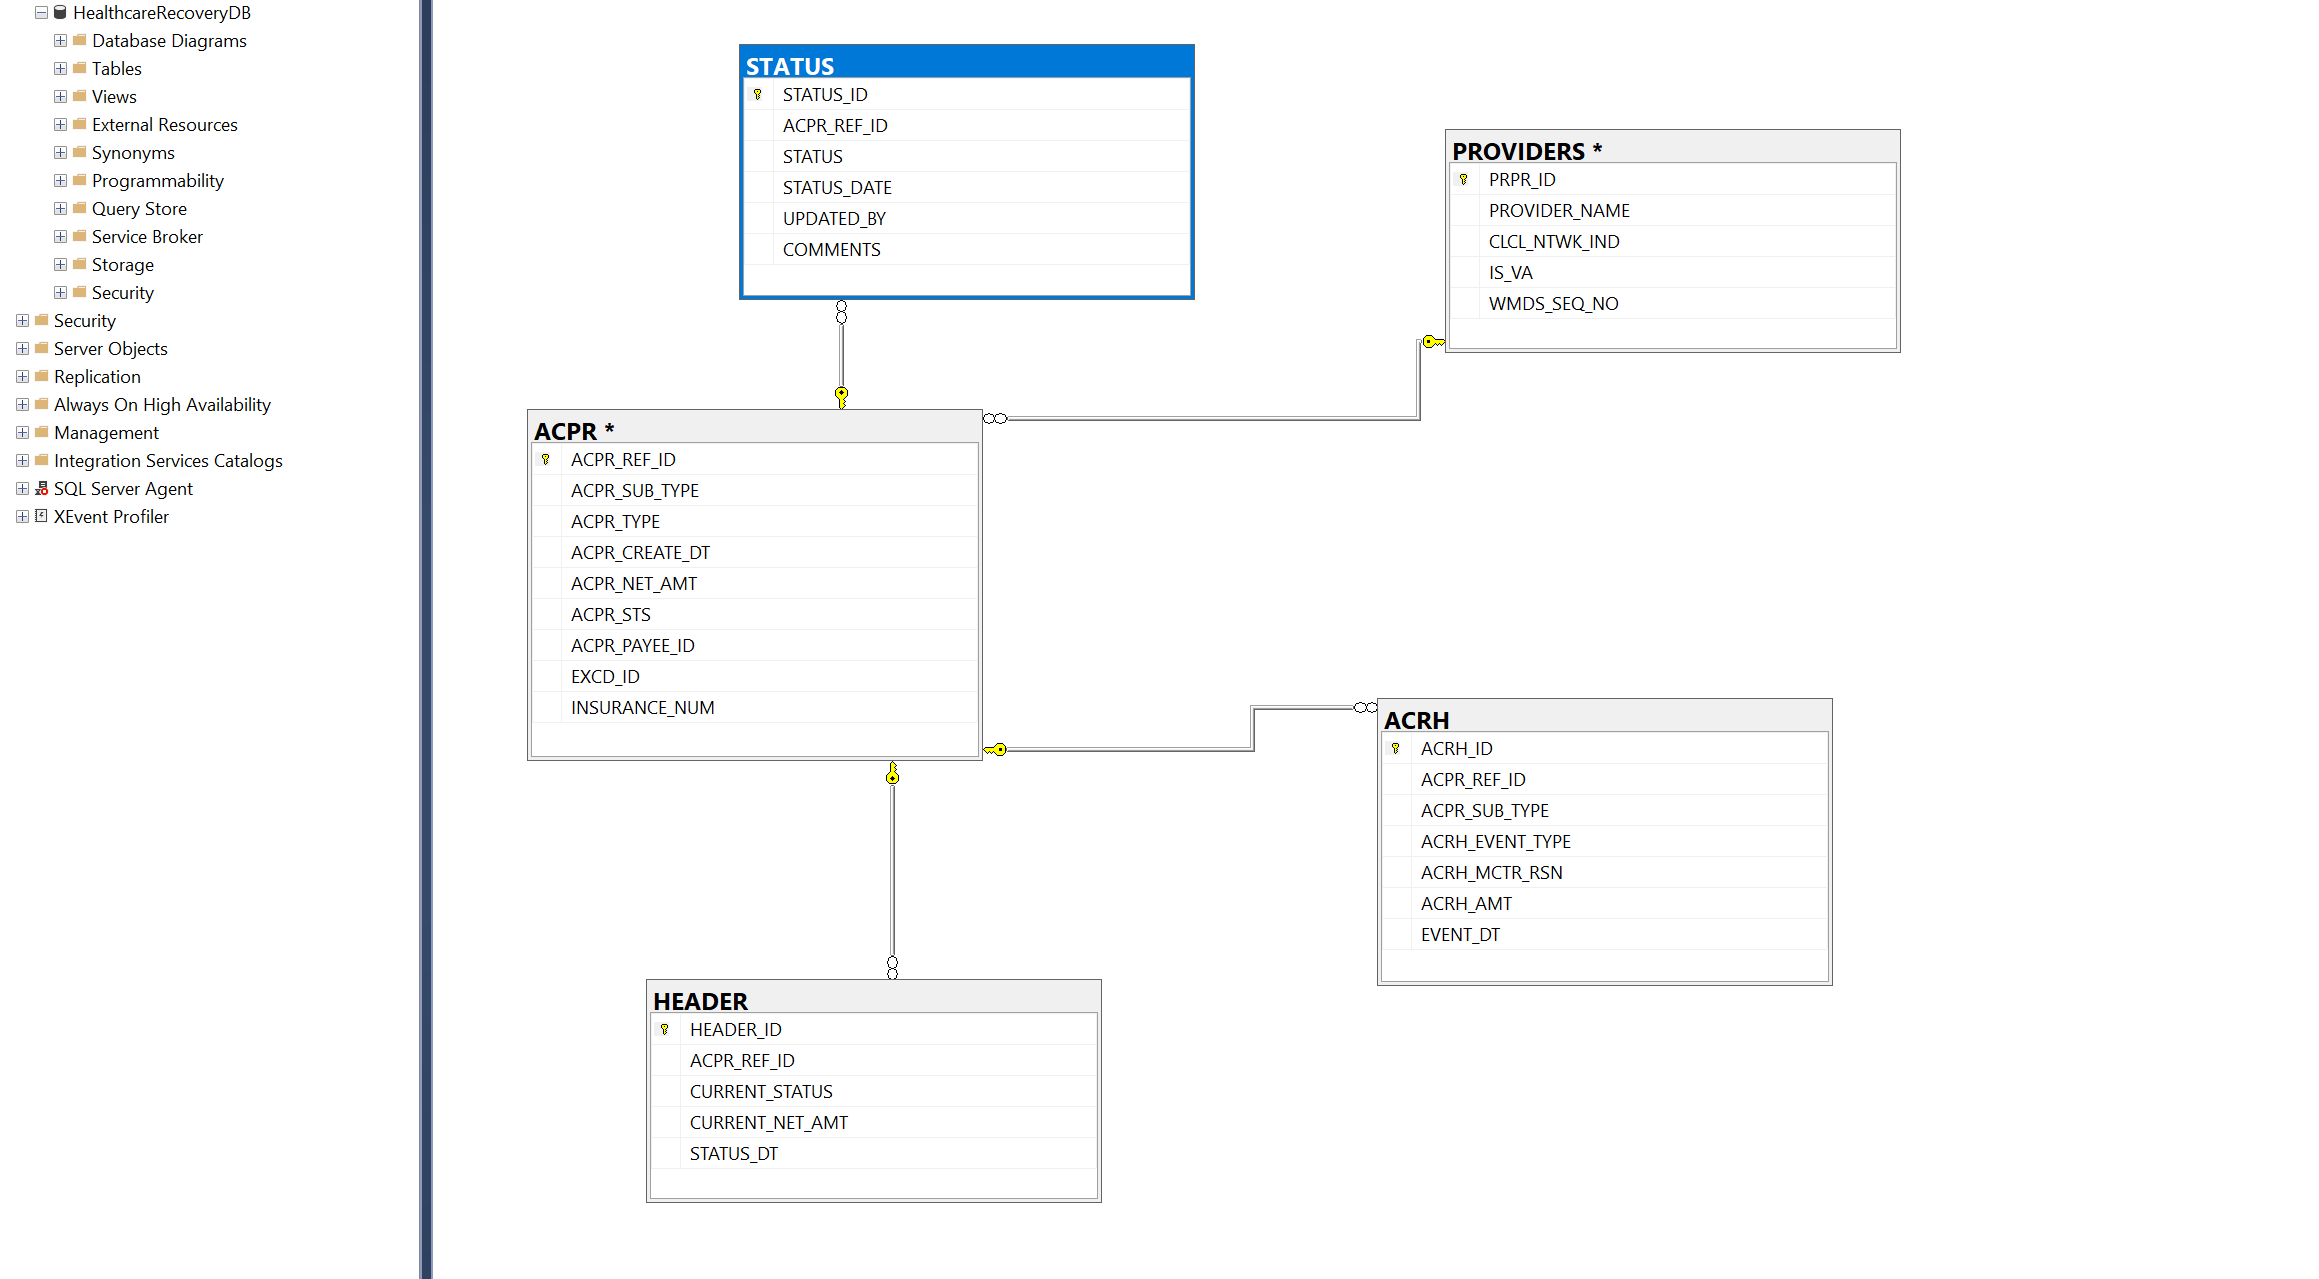 HealthcareRecoveryDB
Database Diagrams
Tables
Views
External Resources
Synonyms
Programmability
Query Store
Service Broker
Storage
Security
Security
Server Objects
Replication
Always On High Availability
Management
Integration Services Catalogs
SQL Server Agent
XEvent Profiler
STATUS
STATUS_ID
ACPR_REF_ID
STATUS
STATUS_DATE
UPDATED_BY
COMMENTS
PROVIDERS *
PRPR_ID
PROVIDER_NAME
CLCL_NTWK_IND
IS_VA
WMDS_SEQ_NO
ACPR *
ACPR_REF_ID
ACPR_SUB_TYPE
ACPR_TYPE
ACPR_CREATE_DT
ACPR_NET_AMT
ACPR_STS
ACPR_PAYEE_ID
EXCD_ID
INSURANCE_NUM
ACRH
ACRH_ID
ACPR_REF_ID
ACPR_SUB_TYPE
ACRH_EVENT_TYPE
ACRH_MCTR_RSN
ACRH_AMT
EVENT_DT
HEADER
HEADER_ID
ACPR_REF_ID
CURRENT_STATUS
CURRENT_NET_AMT
STATUS_DT